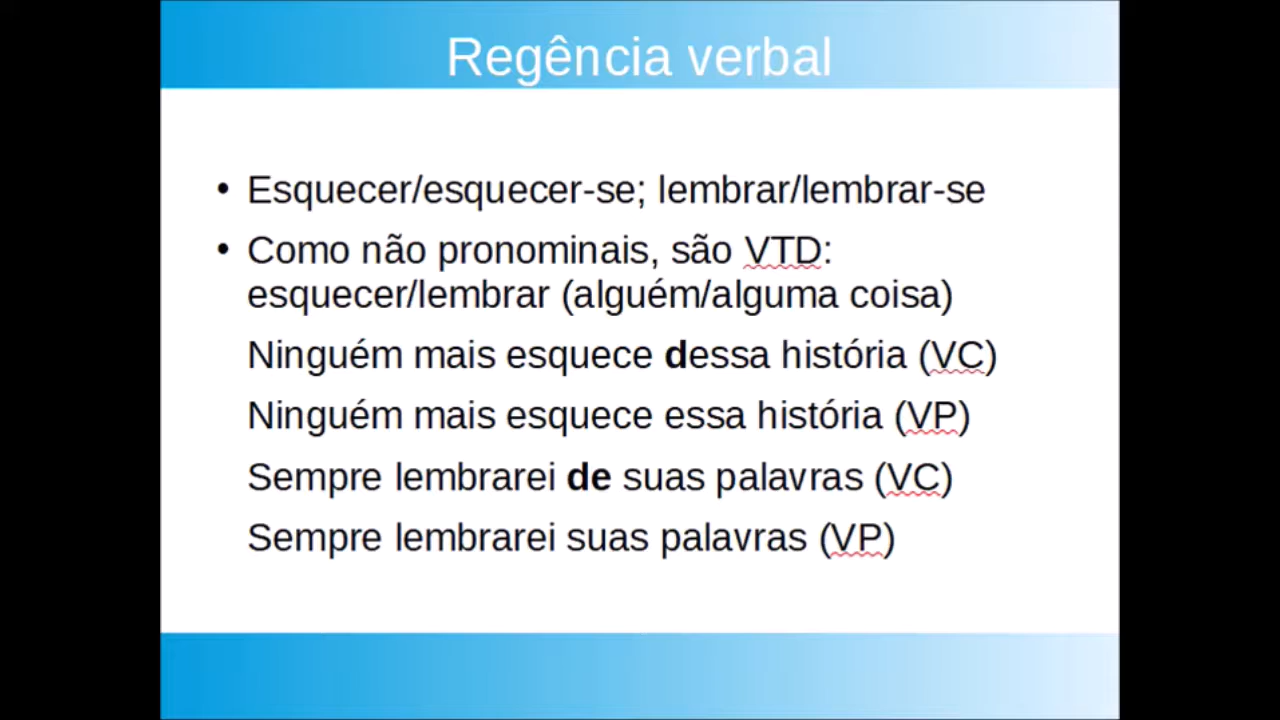 Regência verbal
• Esquecer/esquecer-se; lembrar/lembrar-se
• Como não pronominais, são VTD:
esquecer/lembrar (alguém/alguma coisa)
Ninguém mais esquece dessa história (VC)
Ninguém mais esquece essa história (VP)
Sempre lembrarei de suas palavras (VC)
Sempre lembrarei suas palavras (VP)